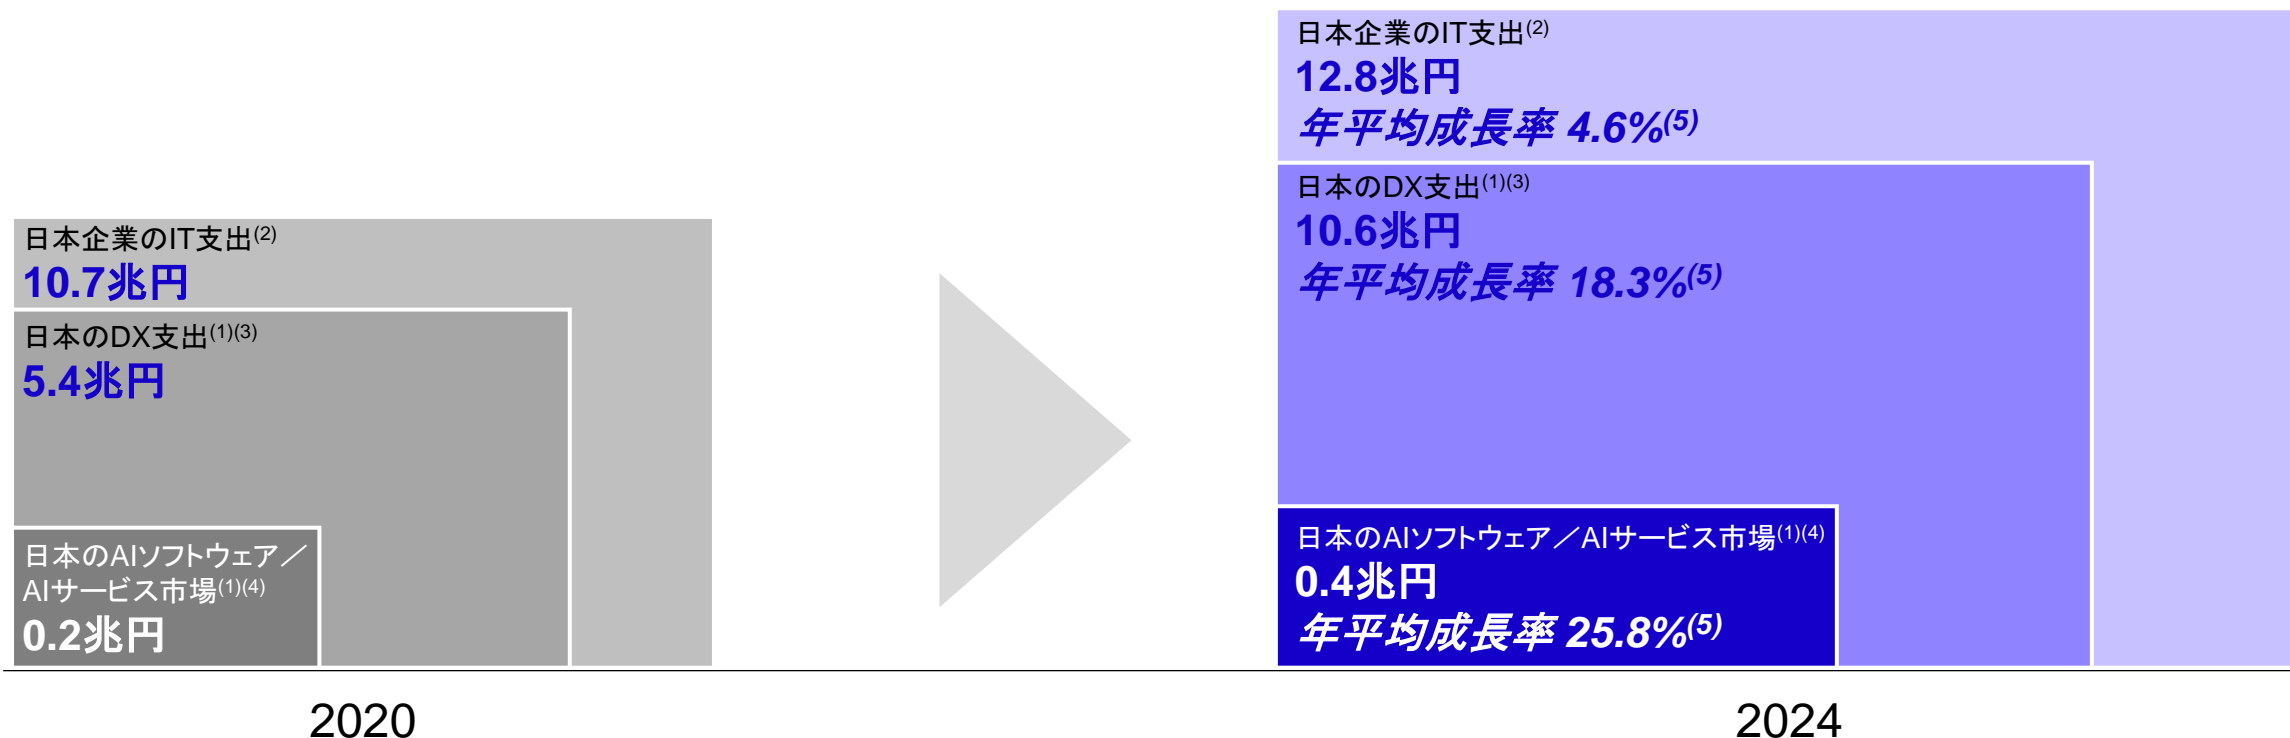 日本企業のIT支出(2)
10.7兆円
日本のDX支出(1)(3)
5.4兆円
日本のAIソフトウェア／
AIサービス市場(1)(4)
0.2兆円
2020
日本企業のIT支出(2)
12.8兆円
年平均成長率 4.6%(5)
日本のDX支出(1)(3)
10.6兆円
年平均成長率 18.3%(5)
日本のAIソフトウェア／AIサービス市場(1)(4)
0.4兆円
年平均成長率 25.8%(5)
2024